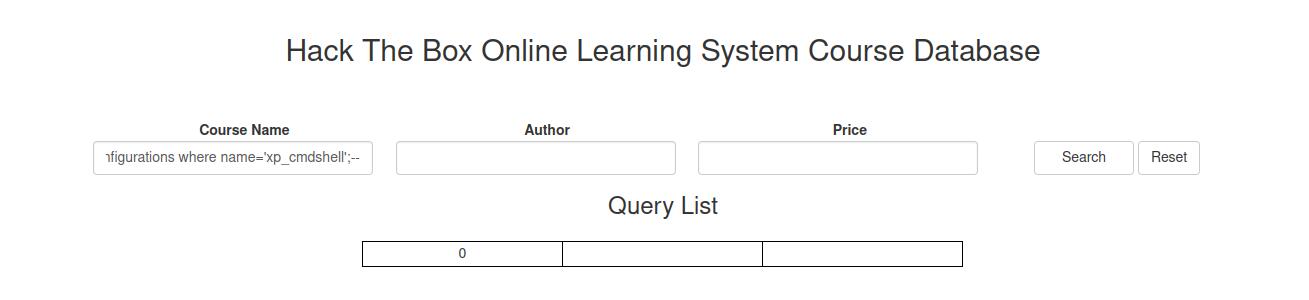 Hack The Box Online Learning System Course Database
Course Name Author Price
where name='xp_cmdshell';-- Search Reset
Query List
0